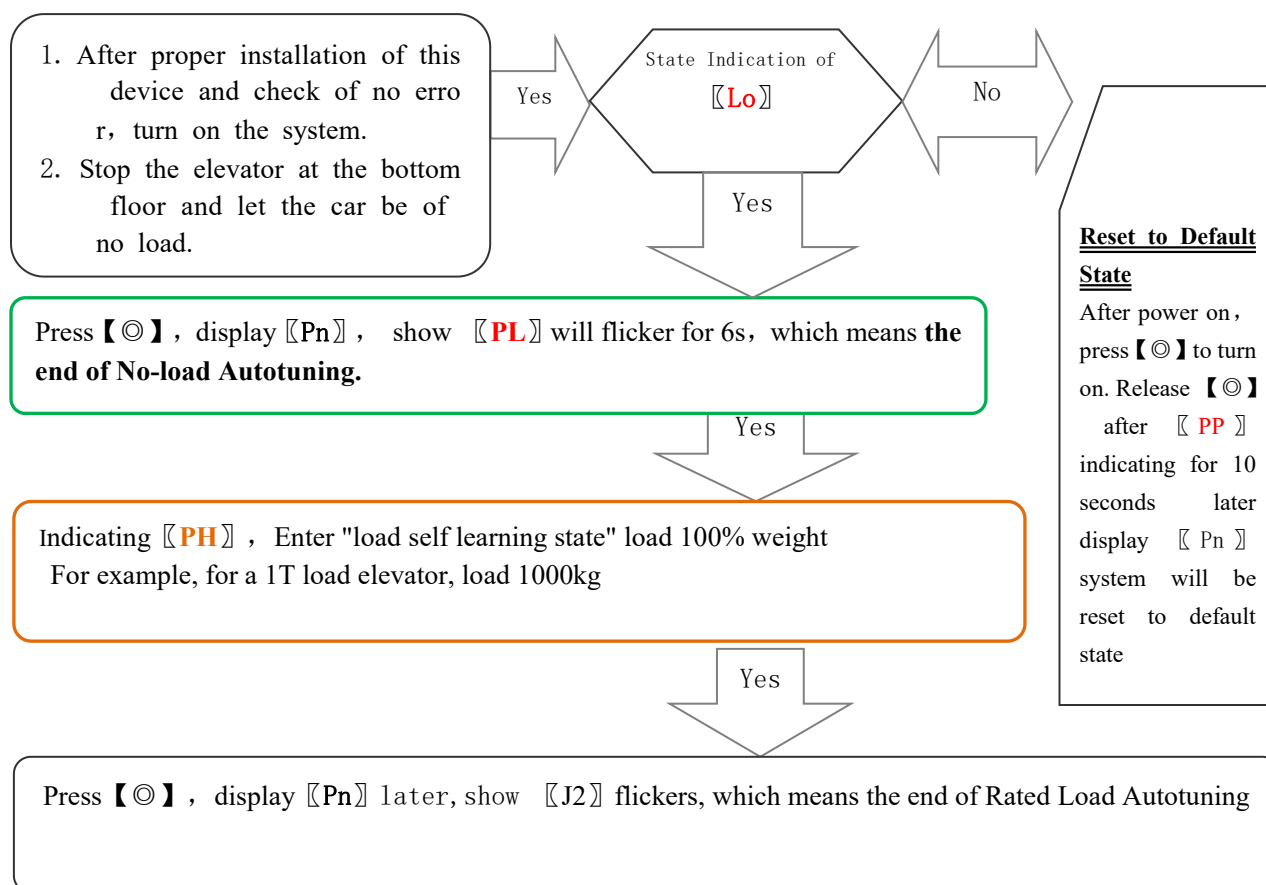 1. After proper installation of this
device and check of no erro
r， turn on the system.
2. Stop the elevator at the bottom
floor and let the car be of
no load.
Yes
State Indication of
〖Lo〗
No
Yes
Press【◎】, display〖Pn〗， show 〖PL〗will flicker for 6s，which means the
end of No-load Autotuning.
Yes
Indicating〖PH〗，Enter "load self learning state" load 100% weight
For example, for a 1T load elevator, load 1000kg
Yes
Press【◎】, display〖Pn〗later, show 〖J2〗flickers, which means the end of Rated Load Autotuning
Reset to Default
State
After power on，
press【◎】to turn
on. Release 【◎】
after 〖PP〗
indicating for 10
seconds later
display 〖Pn〗
system will be
reset to default
state